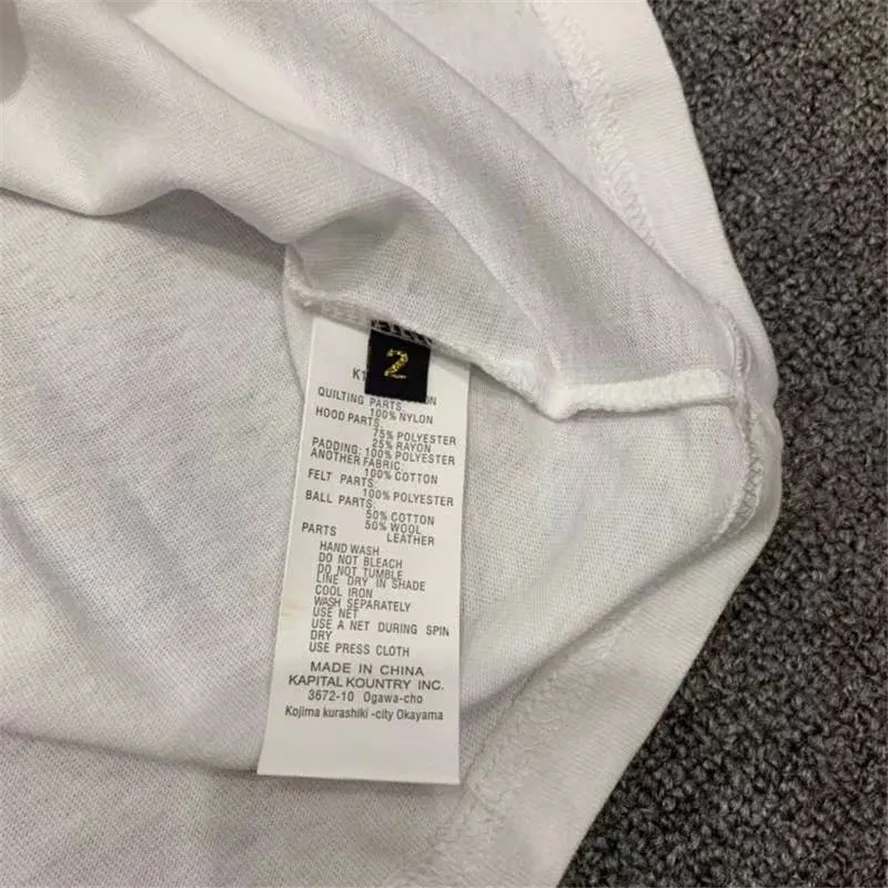 2
QUILTING PARTS:
100% NYLON
HOOD PARTS:
75% POLYESTER
25% RAYON
PADDING:100% POLYESTER
ANOTHER FABRIC:
100% COTTON
FELT PARTS:
100% POLYESTER
BALL PARTS:
50% COTTON
50% WOOL
PARTS LEATHER
HAND WASH
DO NOT BLEACH
DO NOT TUMBLE
LINE DRY IN SHADE
COOL IRON
WASH SEPARATELY
USE NET
USE A NET DURING SPIN
DRY
USE PRESS CLOTH
MADE IN CHINA
KAPITAL KOUNTRY INC.
3672-10 Ogawa-cho
Kojima kurashiki -city Okayama